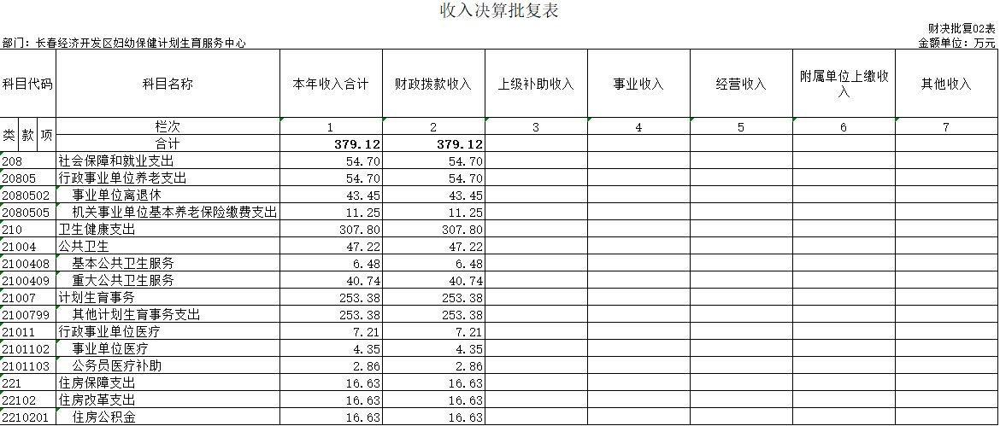 收入决算批复表
财决批复02表
部门：长春经济开发区妇幼保健计划生育服务中心 金额单位：万元
科目代码 科目名称 本年收入合计 财政拨款收入 上级补助收入 事业收入 经营收入 附属单位上缴收入 其他收入
类 款 项 栏次 1 2 3 4 5 6 7
合计 379.12 379.12
208 社会保障和就业支出 54.70 54.70
20805 行政事业单位养老支出 54.70 54.70
2080502 事业单位离退休 43.45 43.45
2080505 机关事业单位基本养老保险缴费支出 11.25 11.25
210 卫生健康支出 307.80 307.80
21004 公共卫生 47.22 47.22
2100408 基本公共卫生服务 6.48 6.48
2100409 重大公共卫生服务 40.74 40.74
21007 计划生育事务 253.38 253.38
2100799 其他计划生育事务支出 253.38 253.38
21011 行政事业单位医疗 7.21 7.21
2101102 事业单位医疗 4.35 4.35
2101103 公务员医疗补助 2.86 2.86
221 住房保障支出 16.63 16.63
22102 住房改革支出 16.63 16.63
2210201 住房公积金 16.63 16.63